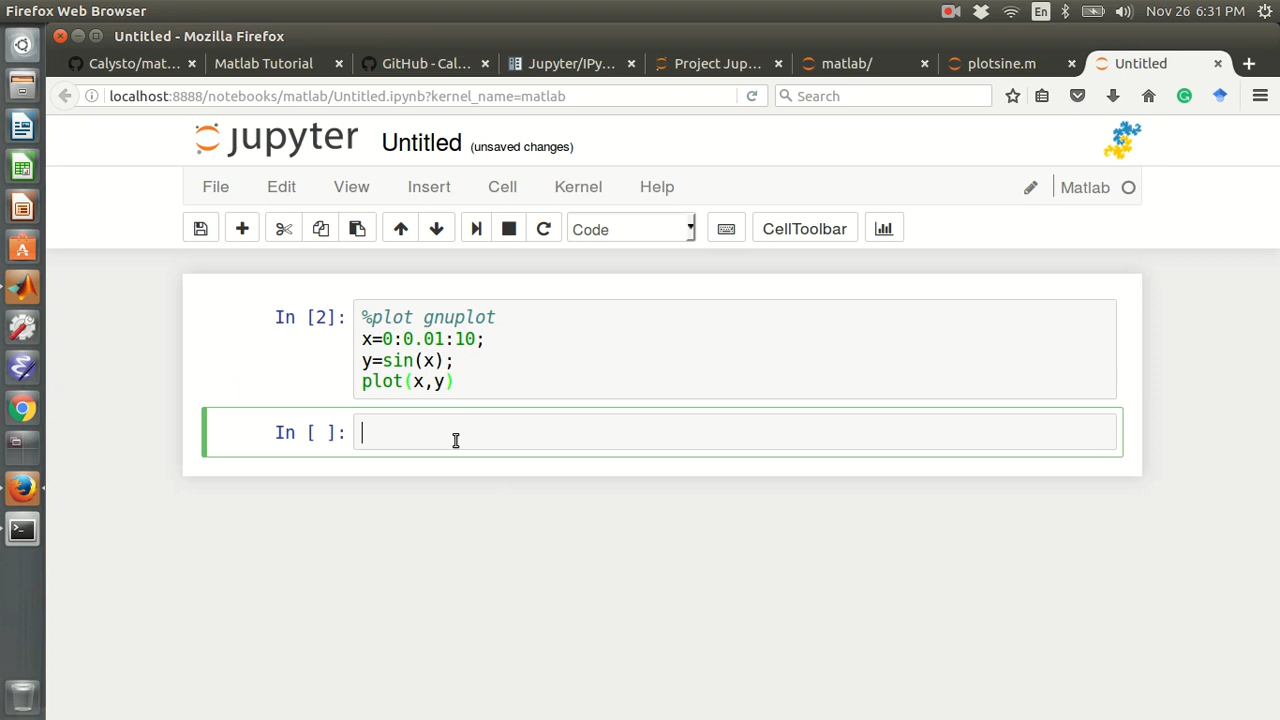 Firefox Web Browser
En
Nov 26 6:31 PM
Untitled - Mozilla Firefox
Calysto/mat...
Matlab Tutorial
GitHub - Cal...
Jupyter/IPy...
Project Jup...
matlab/
plotsine.m
Untitled
localhost:8888/notebooks/matlab/Untitled.ipynb?kernel_name=matlab
Search
jupyter
Untitled (unsaved changes)
File
Edit
View
Insert
Cell
Kernel
Help
Matlab
Code
CellToolbar
In [2]:
%plot gnuplot
x=0:0.01:10;
y=sin(x);
plot(x,y)
In [ ]: